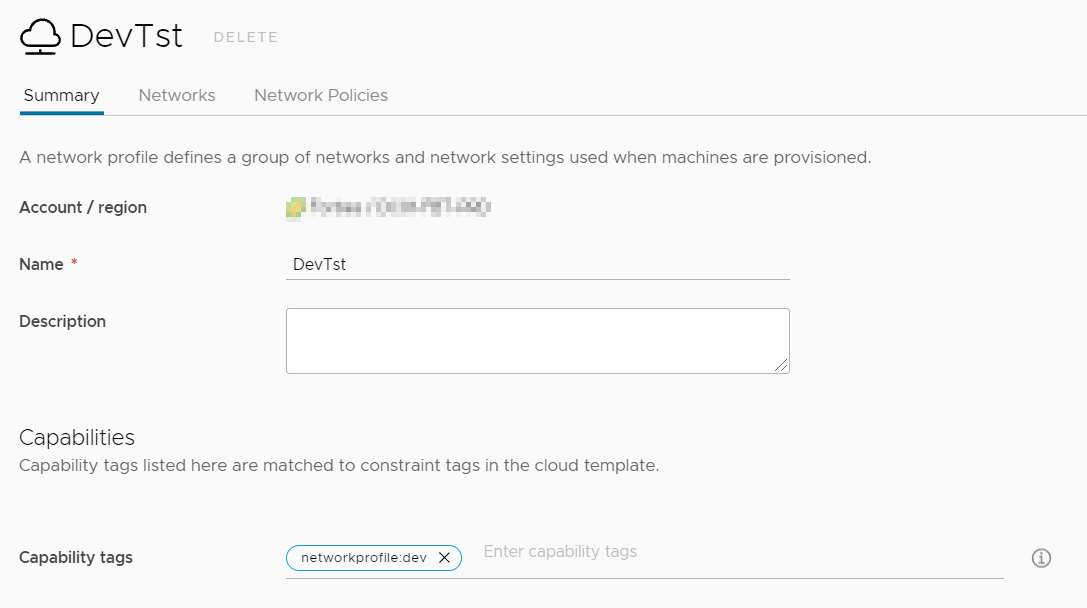 DevTst DELETE
Summary Networks Network Policies
A network profile defines a group of networks and network settings used when machines are provisioned.
Account / region
Name * DevTst
Description
Capabilities
Capability tags listed here are matched to constraint tags in the cloud template.
Capability tags networkprofile:dev Enter capability tags